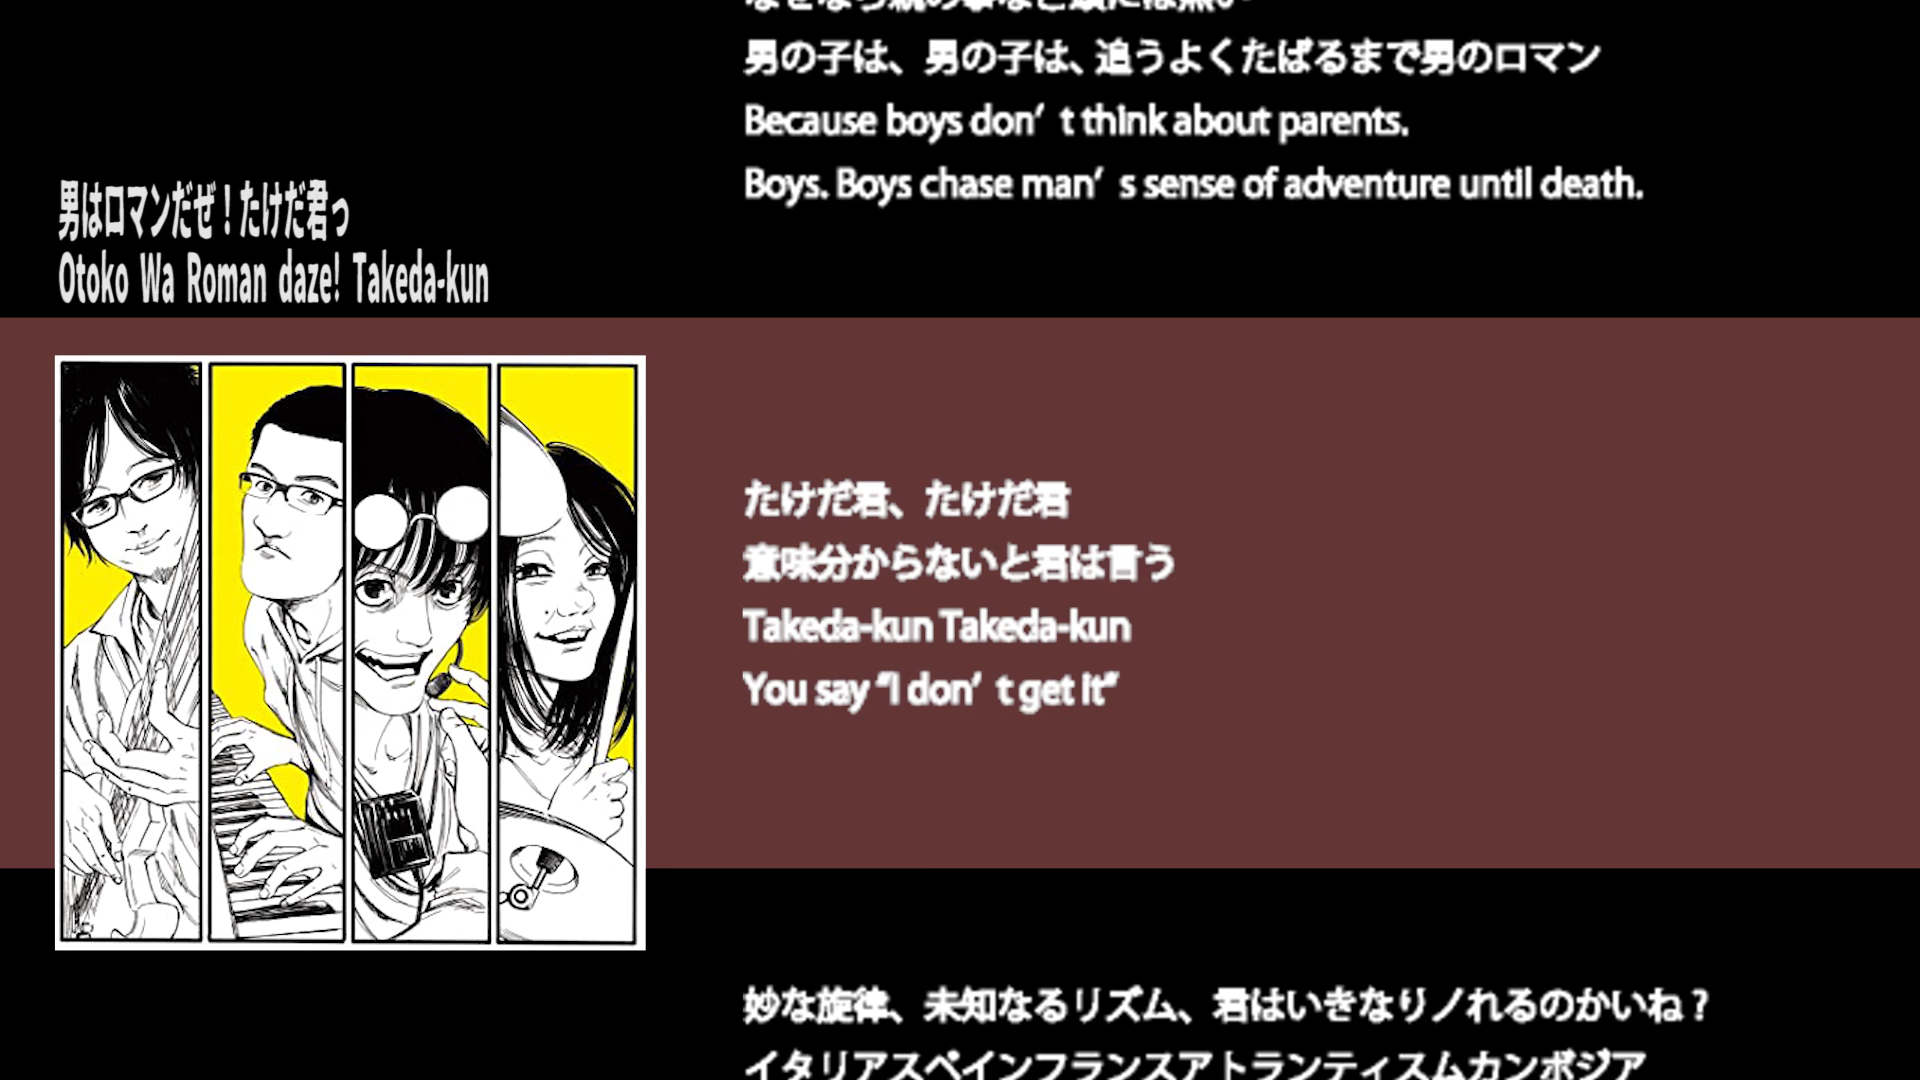 男の子は、男の子は、追うよくたばるまで男のロマン
Because boys don’t think about parents.
Boys. Boys chase man’s sense of adventure until death.
男はロマンだぜ！たけだ君っ
Otoko Wa Roman daze! Takeda-kun
たけだ君、たけだ君
意味分からないと君は言う
Takeda-kun Takeda-kun
You say “I don’t get it”
妙な旋律、未知なるリズム、君はいきなりノれるのかいね？
イタリアスペインフランスアトランティスムカンボジア